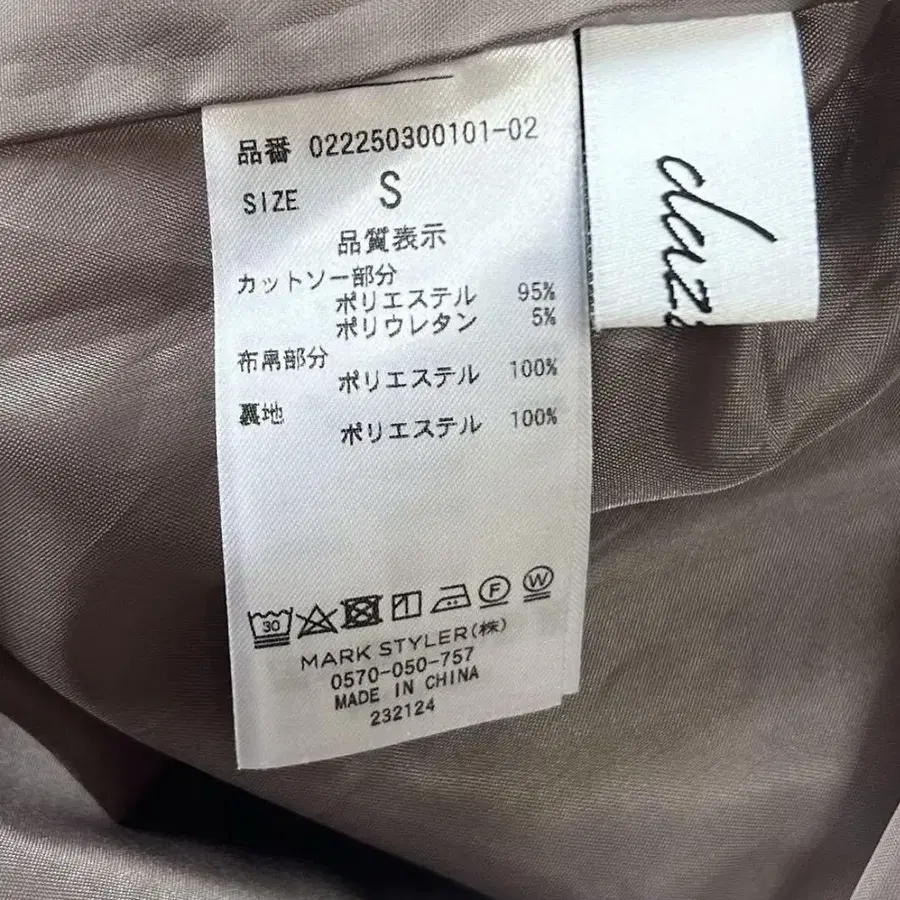 品番 022250300101-02
SIZE S
品質表示
カットソー部分
ポリエステル 95%
ポリウレタン 5%
布帛部分
ポリエステル 100%
裏地
ポリエステル 100%
30
F
W
MARK STYLER(株)
0570-050-757
MADE IN CHINA
232124